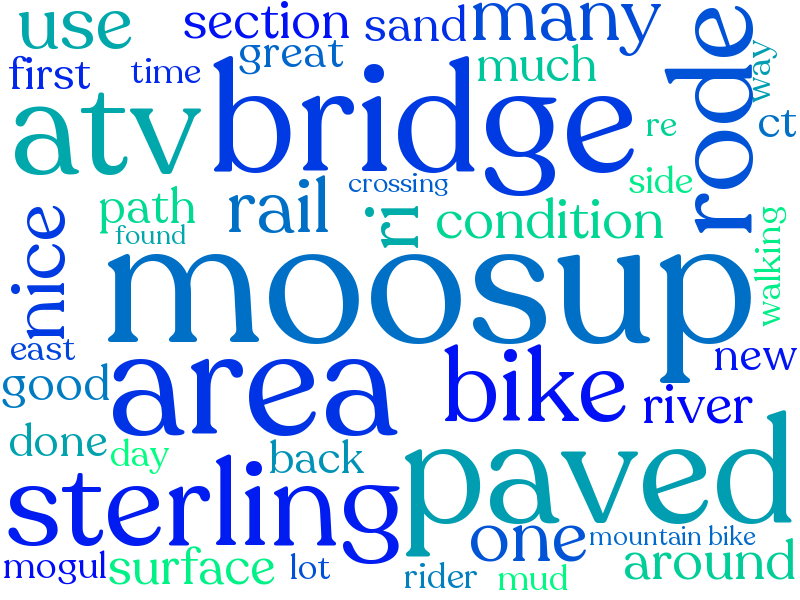 use
section
sand
many
rode
way
first
time
great
much
atv
bridge
re
ct
path
found
rail
crossing
ri
condition
side
nice
walking
moosup
east
good
area
bike
new
river
done
day
back
paved
sterling
one
mountain bike
mogul
surface
lot
rider
mud
around